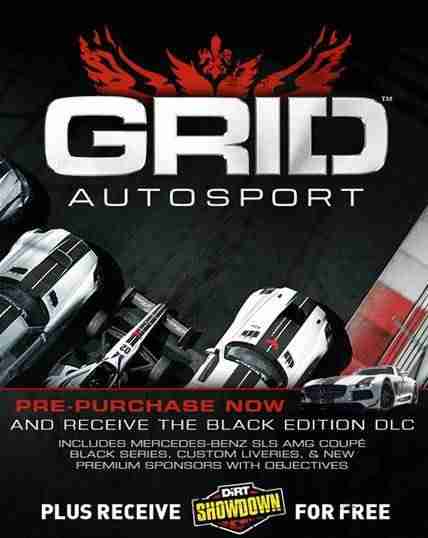 GRID™
AUTOSPORT
PRE-PURCHASE NOW
AND RECEIVE THE BLACK EDITION DLC
INCLUDES MERCEDES-BENZ SLS AMG COUPÉ
BLACK SERIES, CUSTOM LIVERIES, & NEW
PREMIUM SPONSORS WITH OBJECTIVES
PLUS RECEIVE DiRT SHOWDOWN FOR FREE